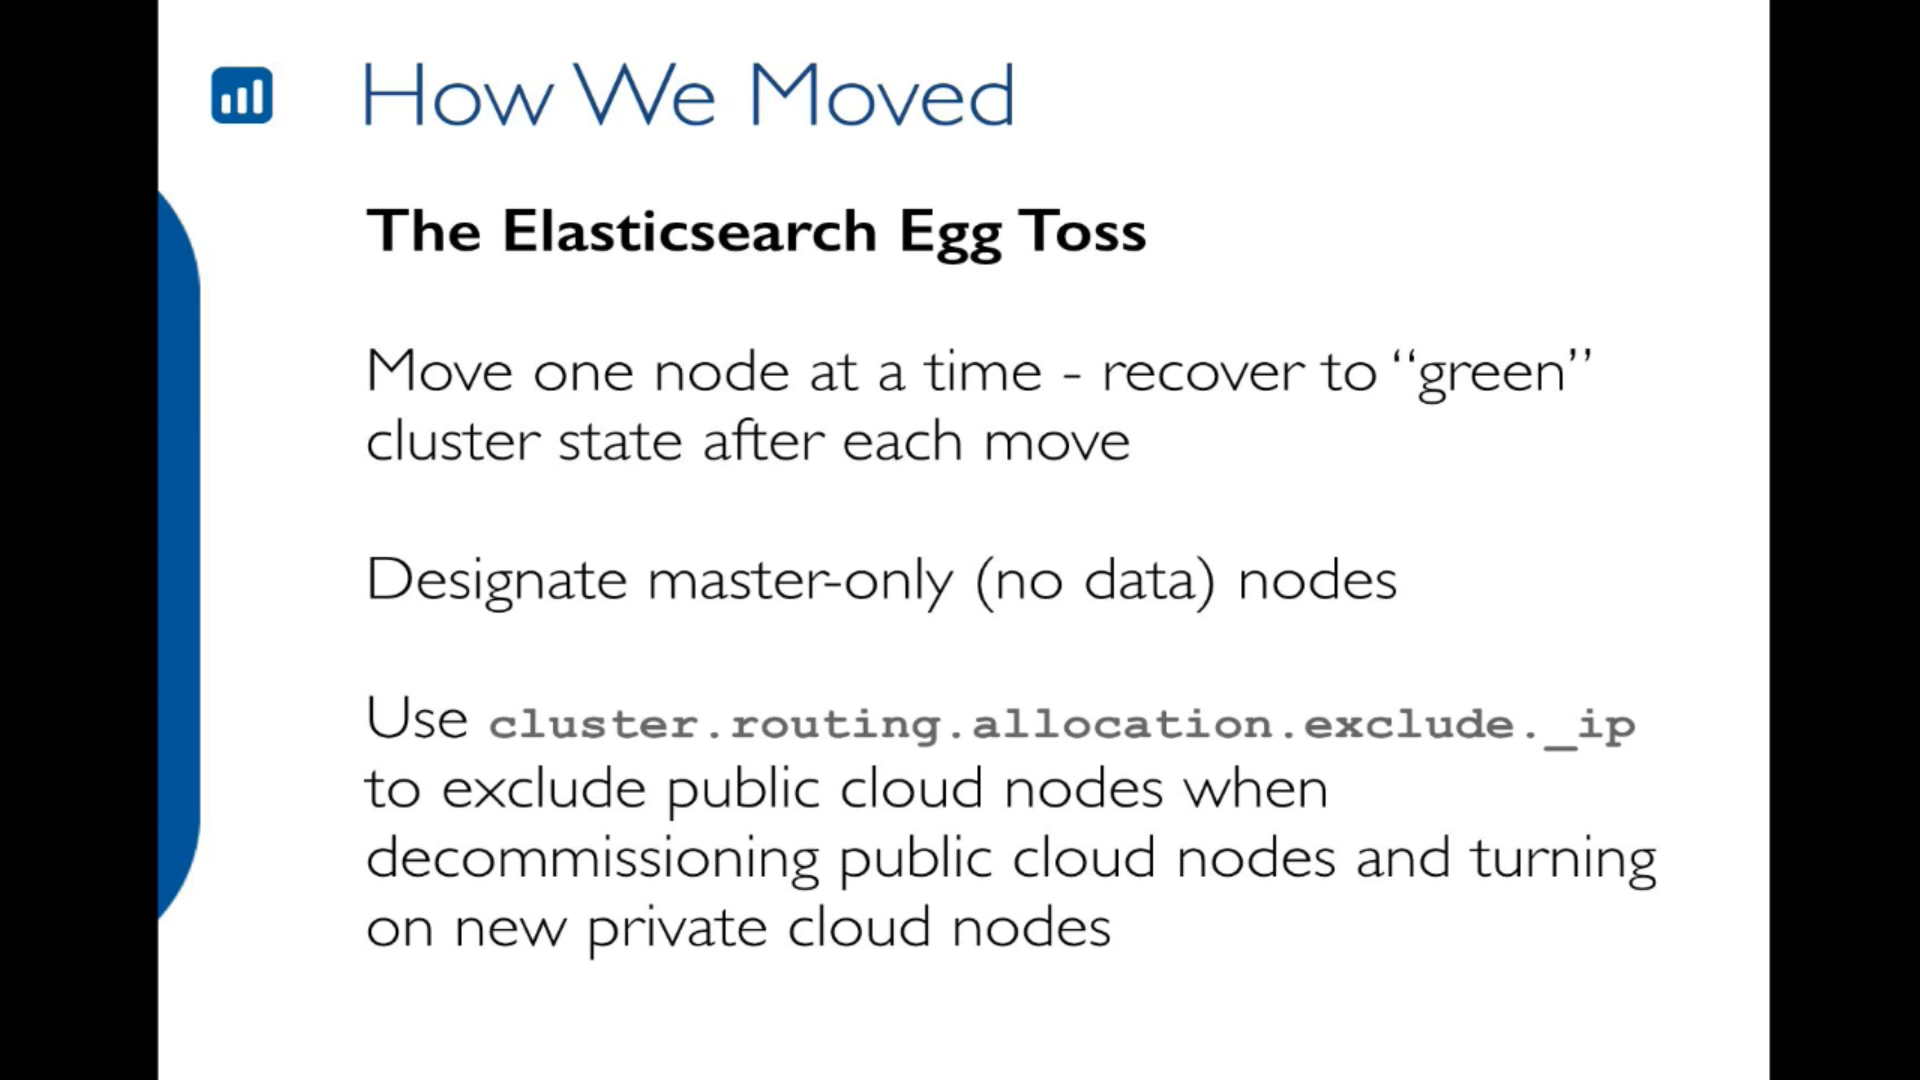 How We Moved
The Elasticsearch Egg Toss
Move one node at a time - recover to “green”
cluster state after each move
Designate master-only (no data) nodes
Use cluster.routing.allocation.exclude._ip
to exclude public cloud nodes when
decommissioning public cloud nodes and turning
on new private cloud nodes